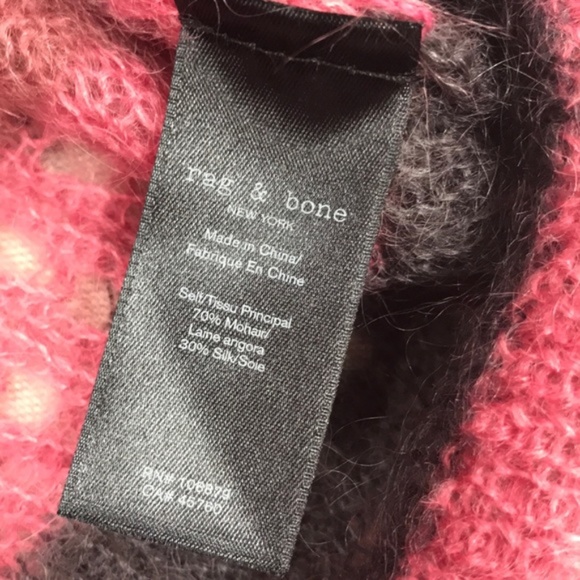 rag & bone
NEW YORK
Made in China/
Fabriqué En Chine
Self/Tissu Principal
70% Mohair/
Laine angora
30% Silk/Soie
RN# 106879
CA# 45760